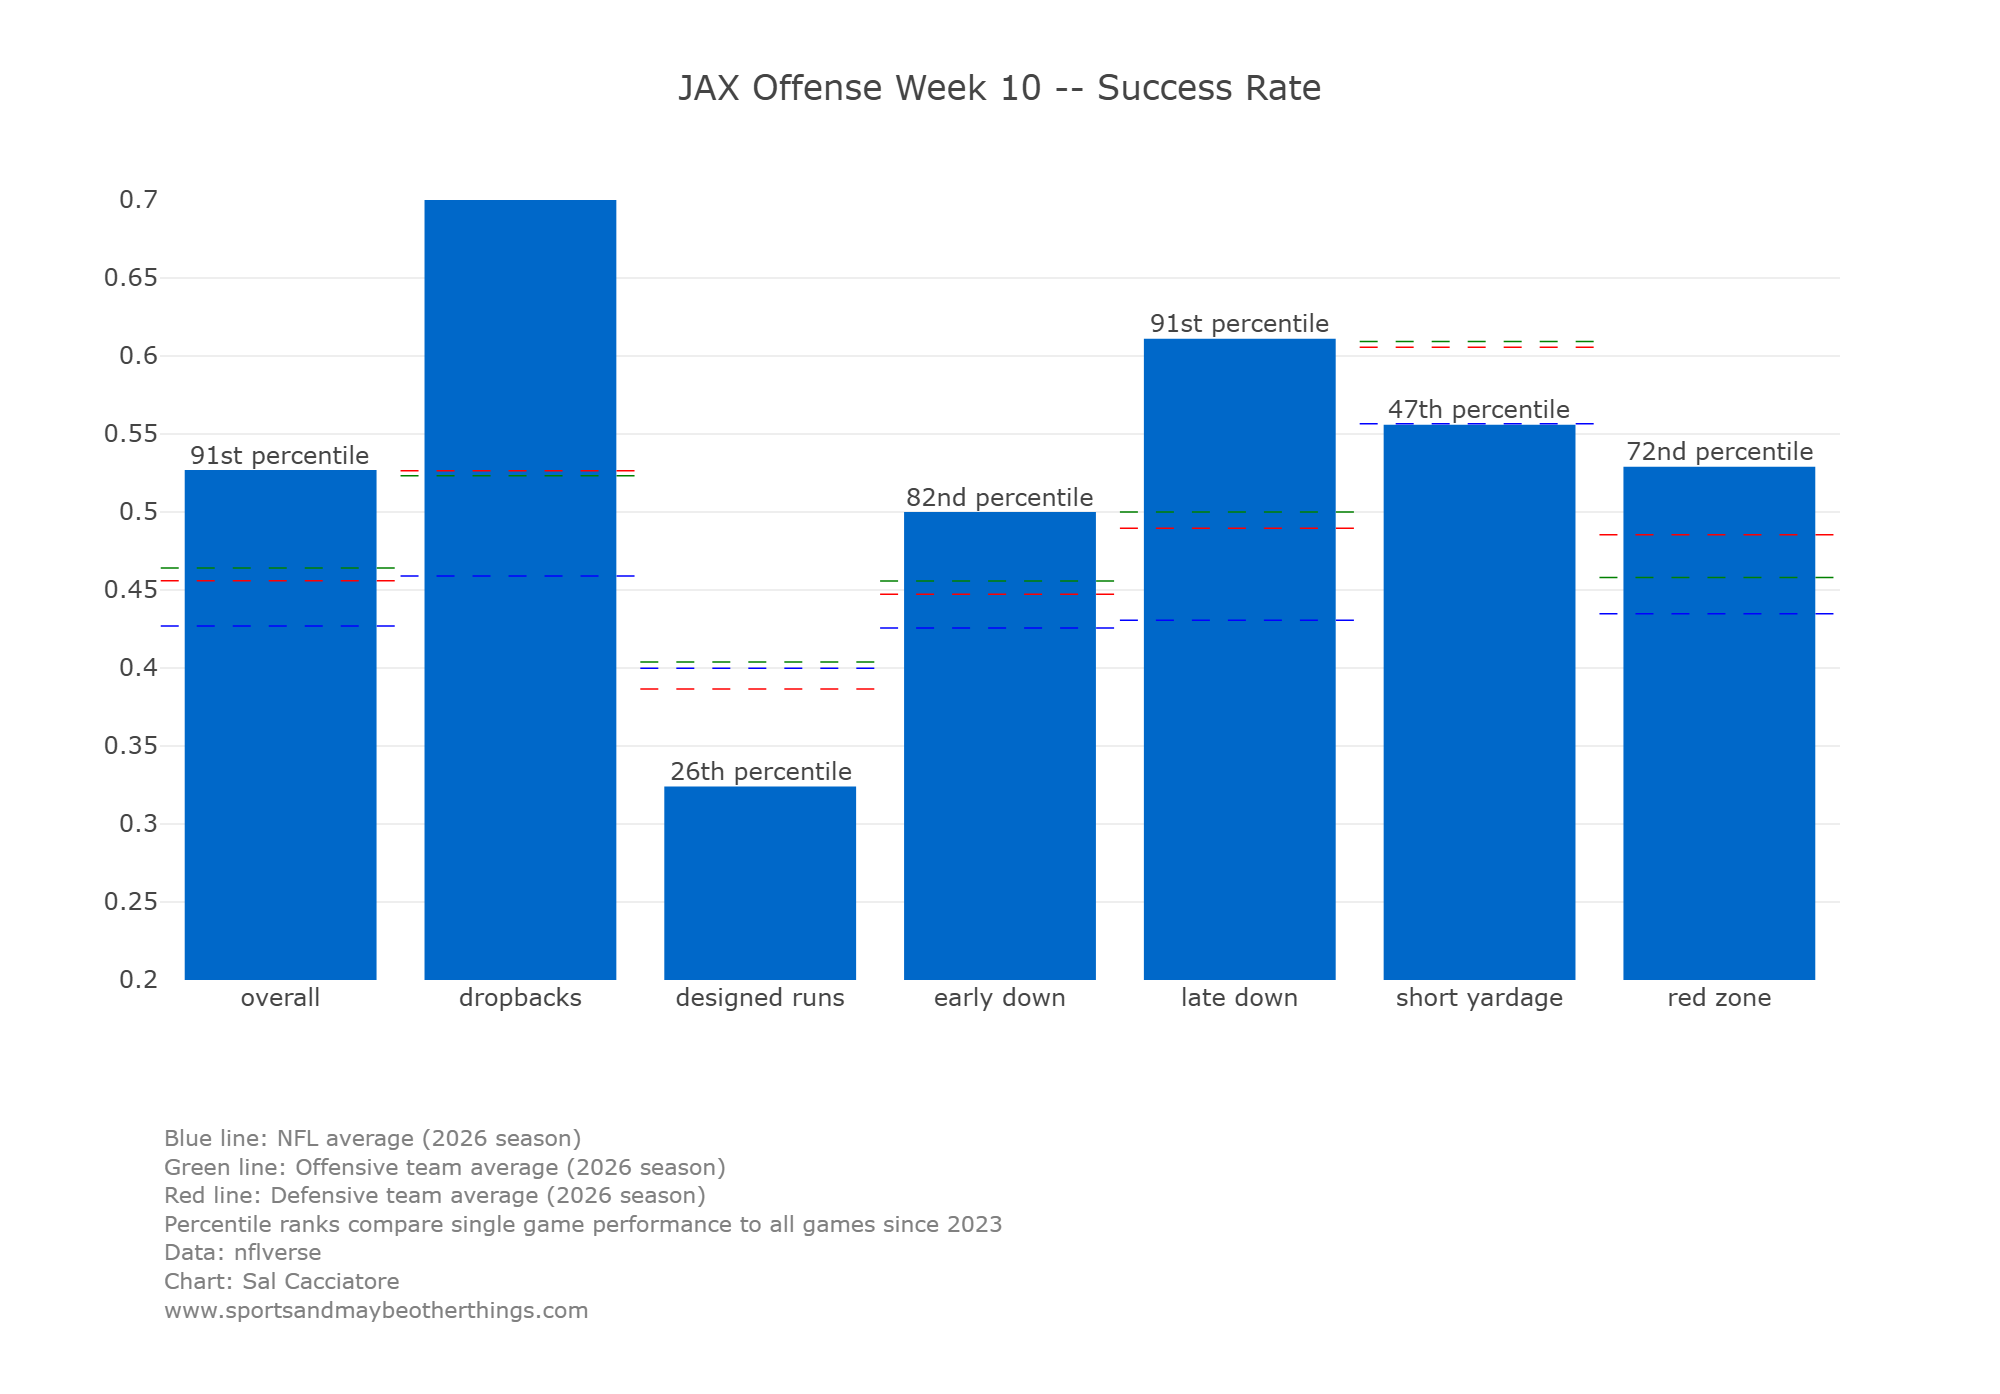 JAX Offense Week 10 -- Success Rate
0.7
0.65
0.6
0.55
0.5
0.45
0.4
0.35
0.3
0.25
0.2
91st percentile
26th percentile
82nd percentile
91st percentile
47th percentile
72nd percentile
overall
dropbacks
designed runs
early down
late down
short yardage
red zone
Blue line: NFL average (2026 season)
Green line: Offensive team average (2026 season)
Red line: Defensive team average (2026 season)
Percentile ranks compare single game performance to all games since 2023
Data: nflverse
Chart: Sal Cacciatore
www.sportsandmaybeotherthings.com